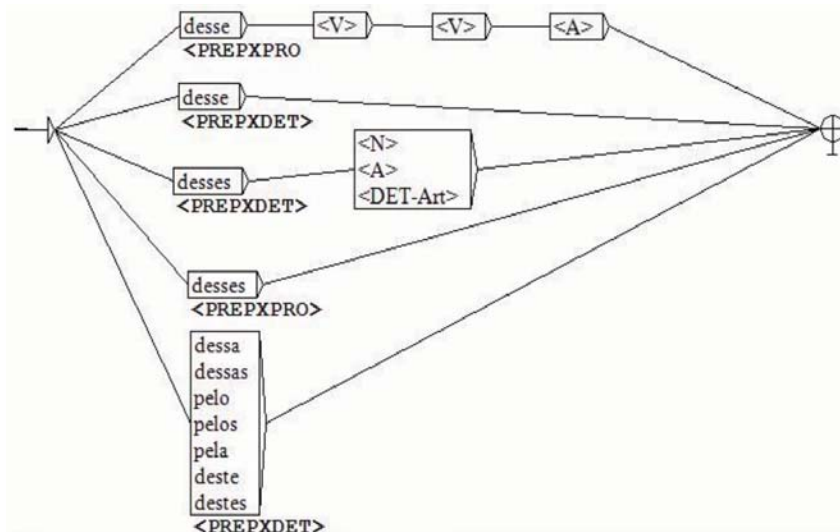 desse <V> <V> <A>
<PREPXPRO
desse
<PREPXDET>
<N>
<A>
<DET-Art>
desses
<PREPXDET>
desses
<PREPXPRO>
dessa
dessas
pelo
pelos
pela
deste
destes
<PREPXDET>